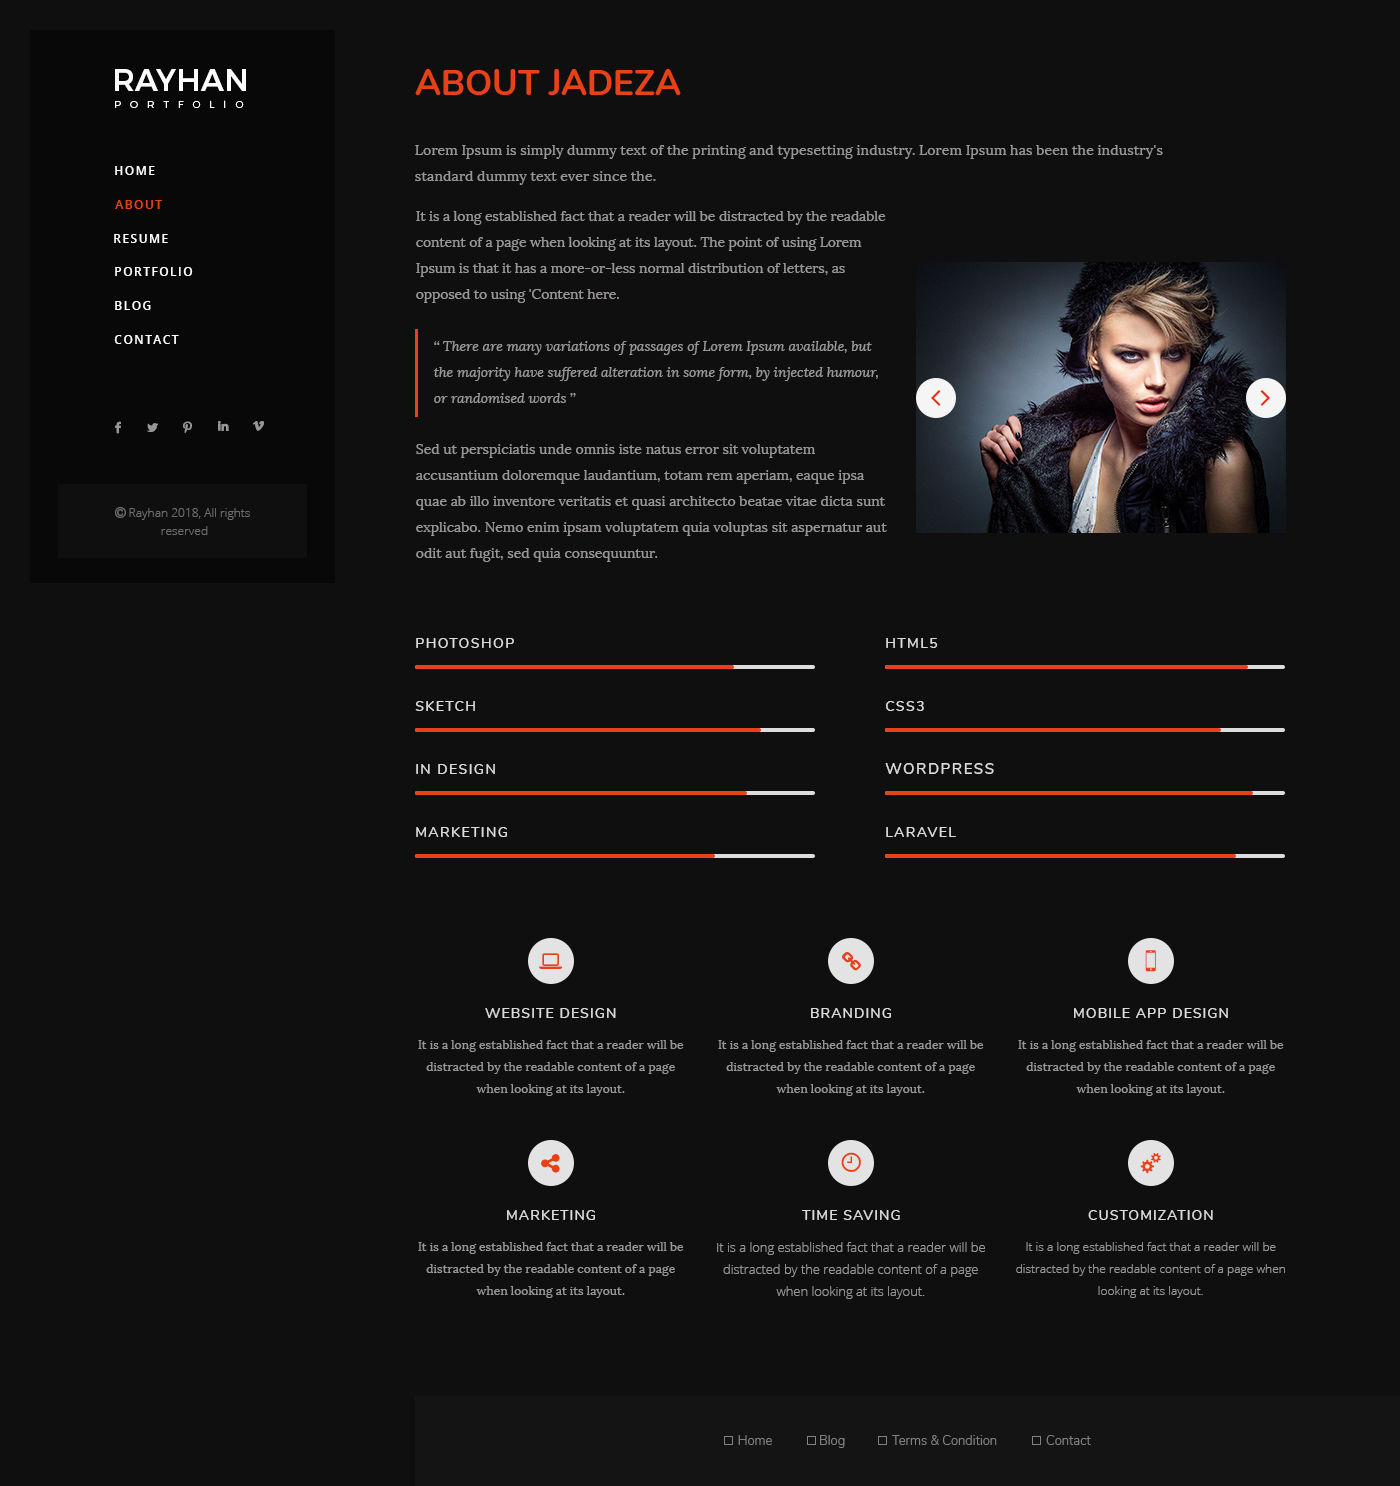 RAYHAN
PORTFOLIO
HOME
ABOUT
RESUME
PORTFOLIO
BLOG
CONTACT
© Rayhan 2018, All rights
reserved
ABOUT JADEZA
Lorem Ipsum is simply dummy text of the printing and typesetting industry. Lorem Ipsum has been the industry's
standard dummy text ever since the.
It is a long established fact that a reader will be distracted by the readable
content of a page when looking at its layout. The point of using Lorem
Ipsum is that it has a more-or-less normal distribution of letters, as
opposed to using 'Content here.
“ There are many variations of passages of Lorem Ipsum available, but
the majority have suffered alteration in some form, by injected humour,
or randomised words ”
Sed ut perspiciatis unde omnis iste natus error sit voluptatem
accusantium doloremque laudantium, totam rem aperiam, eaque ipsa
quae ab illo inventore veritatis et quasi architecto beatae vitae dicta sunt
explicabo. Nemo enim ipsam voluptatem quia voluptas sit aspernatur aut
odit aut fugit, sed quia consequuntur.
PHOTOSHOP
HTML5
SKETCH
CSS3
IN DESIGN
WORDPRESS
MARKETING
LARAVEL
WEBSITE DESIGN
It is a long established fact that a reader will be
distracted by the readable content of a page
when looking at its layout.
BRANDING
It is a long established fact that a reader will be
distracted by the readable content of a page
when looking at its layout.
MOBILE APP DESIGN
It is a long established fact that a reader will be
distracted by the readable content of a page
when looking at its layout.
MARKETING
It is a long established fact that a reader will be
distracted by the readable content of a page
when looking at its layout.
TIME SAVING
It is a long established fact that a reader will be
distracted by the readable content of a page
when looking at its layout.
CUSTOMIZATION
It is a long established fact that a reader will be
distracted by the readable content of a page when
looking at its layout.
Home
Blog
Terms & Condition
Contact